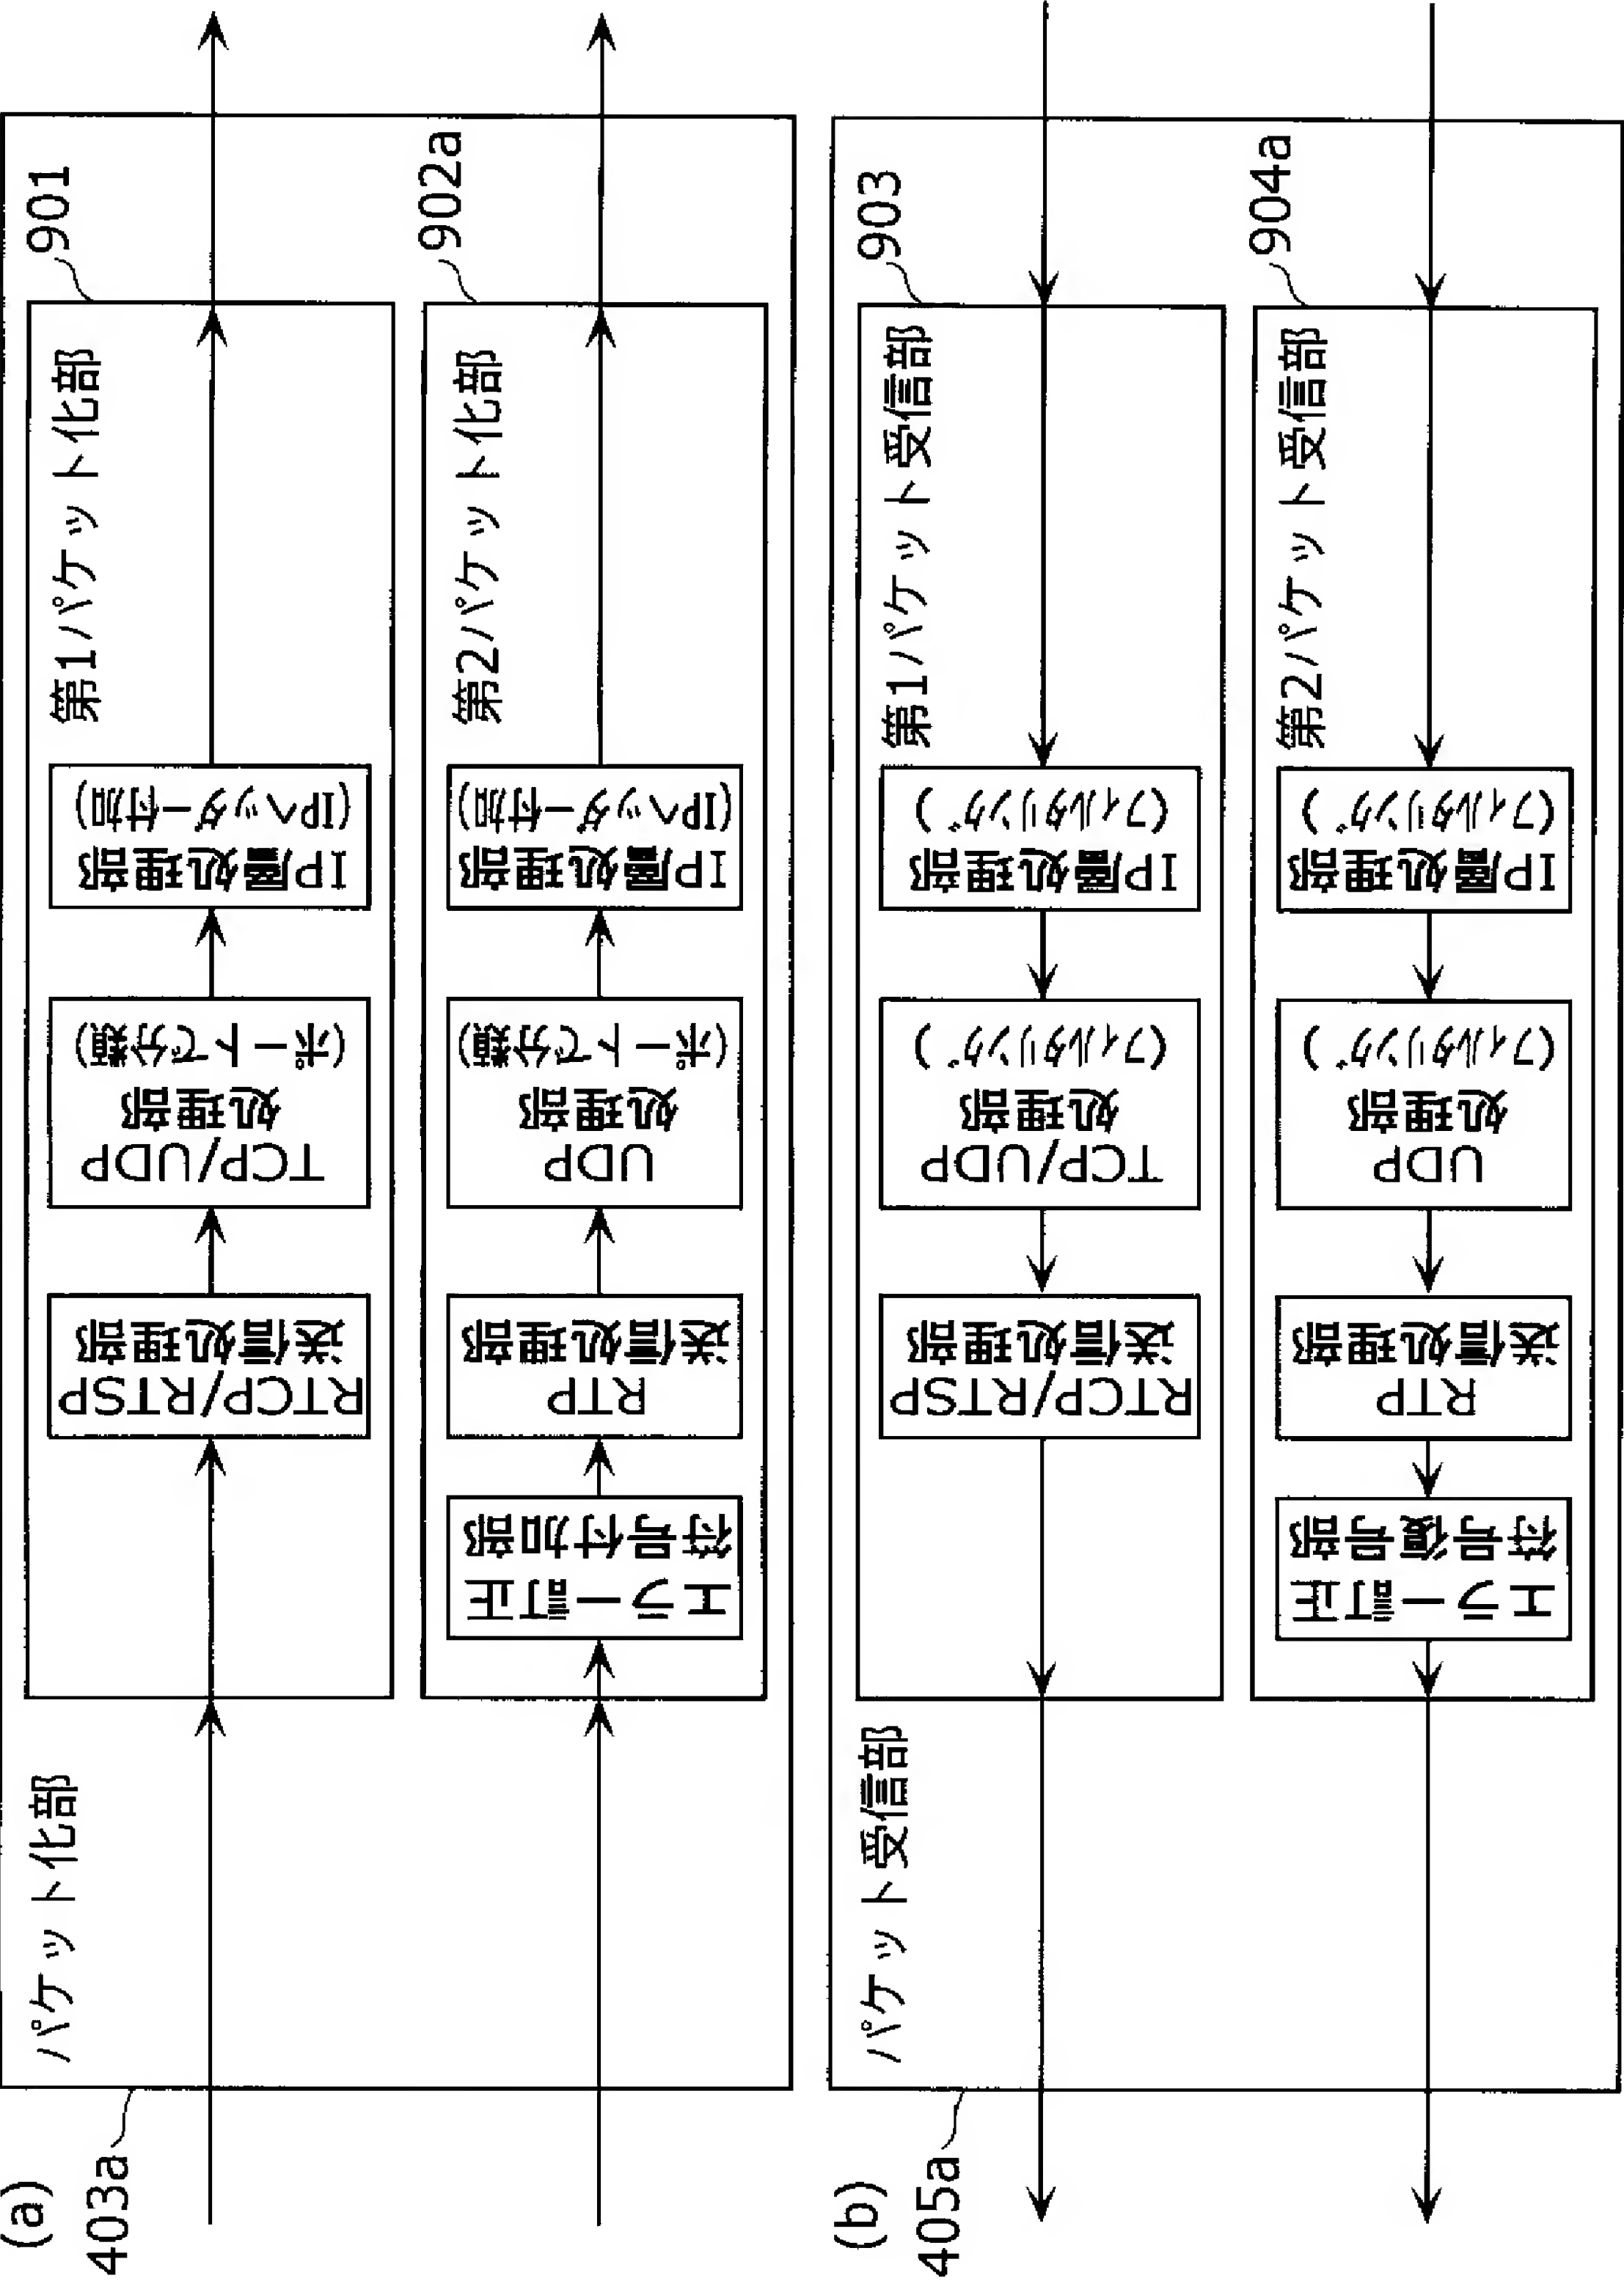 (a)
403a
パケット化部
901
第1パケット化部
RTCP/RTSP
送信処理部
TCP/UDP
処理部
(ポートで分類)
IP層処理部
(IPヘッダー付加)
902a
第2パケット化部
エラー訂正
符号付加部
RTP
送信処理部
UDP
処理部
(ポートで分類)
IP層処理部
(IPヘッダー付加)
(b)
405a
パケット受信部
903
第1パケット受信部
RTCP/RTSP
送信処理部
TCP/UDP
処理部
(フィルタリング)
IP層処理部
(フィルタリング)
904a
第2パケット受信部
エラー訂正
符号復号部
RTP
送信処理部
UDP
処理部
(フィルタリング)
IP層処理部
(フィルタリング)